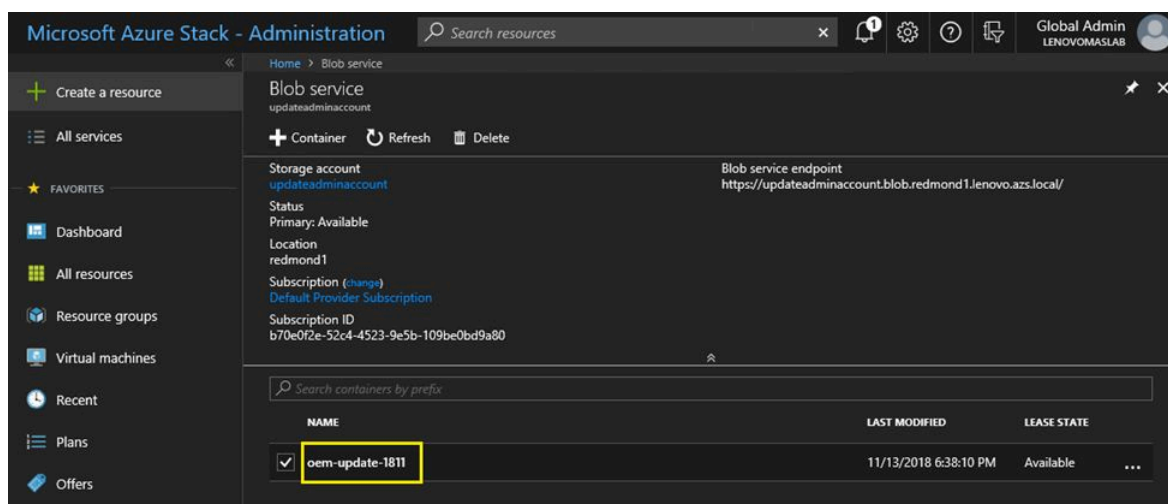 Microsoft Azure Stack - Administration
Search resources
1
Global Admin
LENOVOMASLAB
Home > Blob service
Create a resource
All services
FAVORITES
Dashboard
All resources
Resource groups
Virtual machines
Recent
Plans
Offers
Blob service
updateadminaccount
Container Refresh Delete
Storage account
updateadminaccount
Status
Primary: Available
Location
redmond1
Subscription (change)
Default Provider Subscription
Subscription ID
b70e0f2e-52c4-4523-9e5b-109be0bd9a80
Blob service endpoint
https://updateadminaccount.blob.redmond1.lenovo.azs.local/
Search containers by prefix
NAME LAST MODIFIED LEASE STATE
oem-update-1811 11/13/2018 6:38:10 PM Available ...